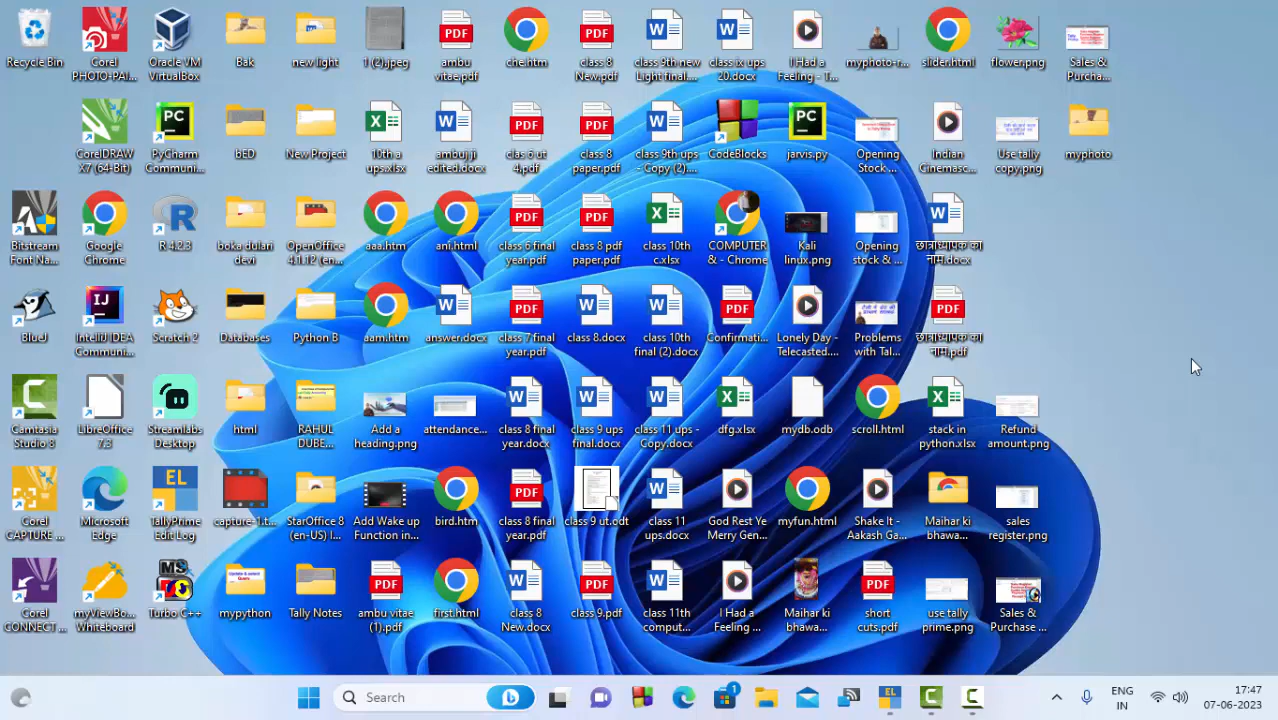 Recycle Bin
Corel
PHOTO-PAI...
Oracle VM
VirtualBox
Bak
new light
1 (2).jpeg
ambu
vitae.pdf
che.htm
class 8
New.pdf
class 9th new
Light final....
class ix ups
20.docx
I Had a
Feeling - T...
myphoto-r...
slider.html
flower.png
Sales &
Purcha...
CorelDRAW
X7 (64-Bit)
PyCharm
Communi...
bED
New Project
10th a
ups.xlsx
ambuj ji
edited.docx
clas 6 ut
4.pdf
class 8
paper.pdf
class 9th ups
- Copy (2)....
CodeBlocks
jarvis.py
Opening
Stock ...
Indian
Cinemasc...
Use tally
copy.png
myphoto
Bitstream
Font Na...
Google
Chrome
R 4.2.3
boka dulari
devi
OpenOffice
4.1.12 (en...
aaa.htm
ani.html
class 6 final
year.pdf
class 8 pdf
paper.pdf
class 10th
c.xlsx
COMPUTER
& - Chrome
Kali
linux.png
Opening
stock & ...
छात्राध्यापक का
नाम.docx
BlueJ
IntelliJ IDEA
Communi...
Scratch 2
Databases
Python B
aam.htm
answer.docx
class 7 final
year.pdf
class 8.docx
class 10th
final (2).docx
Confirmati...
Lonely Day -
Telecasted....
Problems
with Tal...
छात्राध्यापक का
नाम.pdf
Camtasia
Studio 8
LibreOffice
7.3
Streamlabs
Desktop
html
RAHUL
DUBE...
Add a
heading.png
attendance...
class 8 final
year.docx
class 9 ups
final.docx
class 11 ups -
Copy.docx
dfg.xlsx
mydb.odb
scroll.html
stack in
python.xlsx
Refund
amount.png
Corel
CAPTURE ...
Microsoft
Edge
TallyPrime
Edit Log
capture-1.t...
StarOffice 8
(en-US) I...
Add Wake up
Function in...
bird.htm
class 8 final
year.pdf
class 9 ut.odt
class 11
ups.docx
God Rest Ye
Merry Gen...
myfun.html
Shake It -
Aakash Ga...
Maihar ki
bhawa...
sales
register.png
Corel
CONNECT ...
myViewBo...
Whiteboard
Turbo C++
mypython
Tally Notes
ambu vitae
(1).pdf
first.html
class 8
New.docx
class 9.pdf
class 11th
comput...
I Had a
Feeling ...
Maihar ki
bhawa...
short
cuts.pdf
use tally
prime.png
Sales &
Purchase ...
Search
1
ENG
IN
17:47
07-06-2023